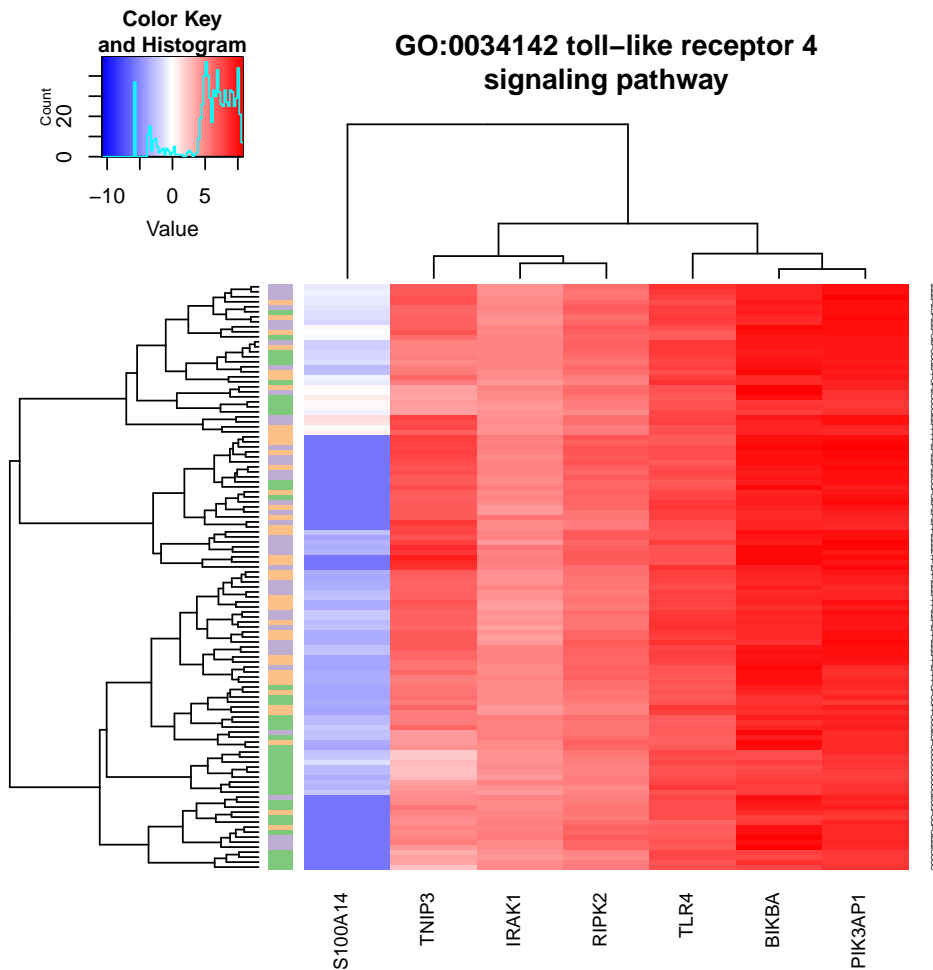 Color Key
and Histogram
Count
0
20
−10
0
5
Value
GO:0034142 toll−like receptor 4
signaling pathway
S100A14
TNIP3
IRAK1
RIPK2
TLR4
BIKBA
PIK3AP1